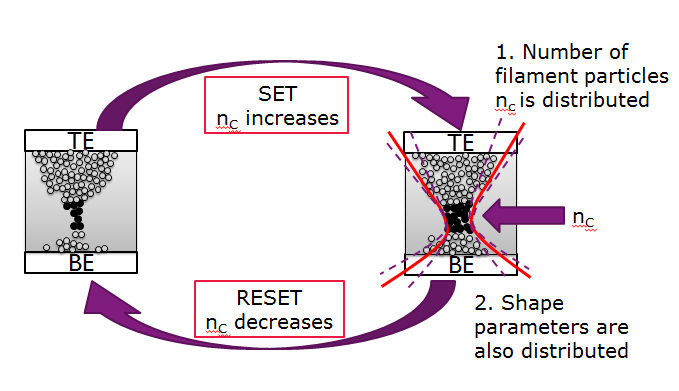 1. Number of
filament particles
nc is distributed
SET
nc increases
TE
TE
nc
BE
BE
RESET
nc decreases
2. Shape
parameters are
also distributed